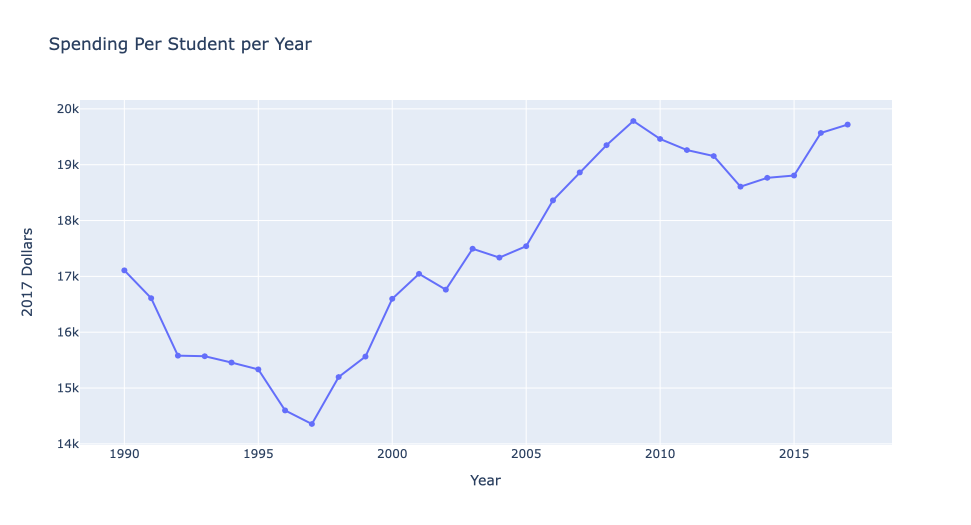 Spending Per Student per Year
2017 Dollars
20k
19k
18k
17k
16k
15k
14k
1990 1995 2000 2005 2010 2015
Year